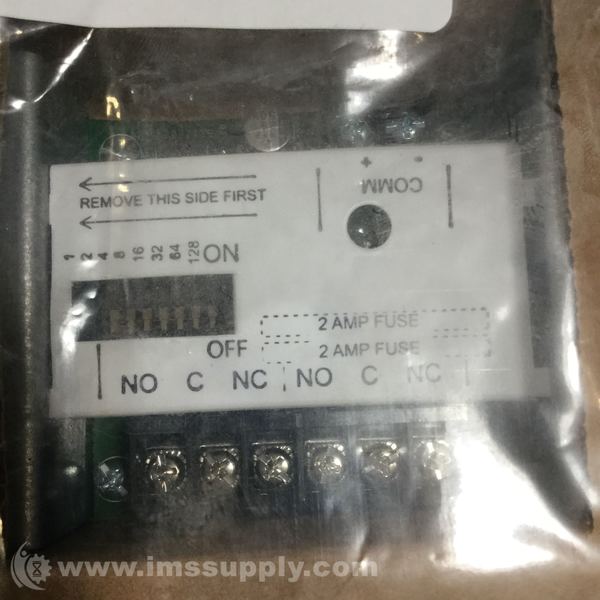 + -
COMM
REMOVE THIS SIDE FIRST
1 2 4 8 16 32 64 128 ON
2 AMP FUSE
OFF 2 AMP FUSE
NO C NC NO C NC
www.imssupply.com